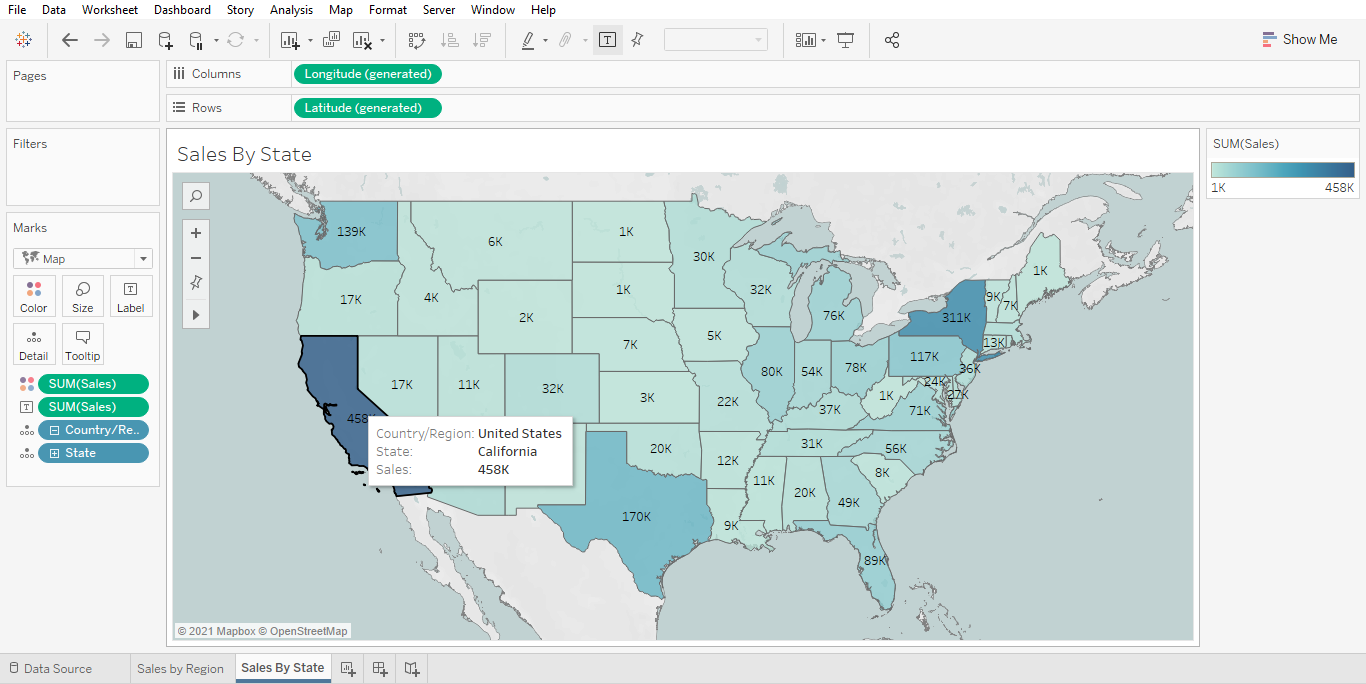 File Data Worksheet Dashboard Story Analysis Map Format Server Window Help
Show Me
Pages
Columns Longitude (generated)
Rows Latitude (generated)
Filters
Marks
Map
Color Size Label
Detail Tooltip
SUM(Sales)
SUM(Sales)
Country/Re..
State
Sales By State
139K
6K
1K
30K
1K
17K
4K
1K
32K
9K
7K
2K
76K
311K
5K
7K
13K
117K
80K
54K
78K
36K
17K
11K
32K
24K
3K
22K
1K
27K
37K
71K
458
Country/Region: United States
State: California
Sales: 458K
20K
31K
56K
12K
8K
11K
20K
49K
170K
9K
89K
© 2021 Mapbox © OpenStreetMap
SUM(Sales)
1K 458K
Data Source Sales by Region Sales By State